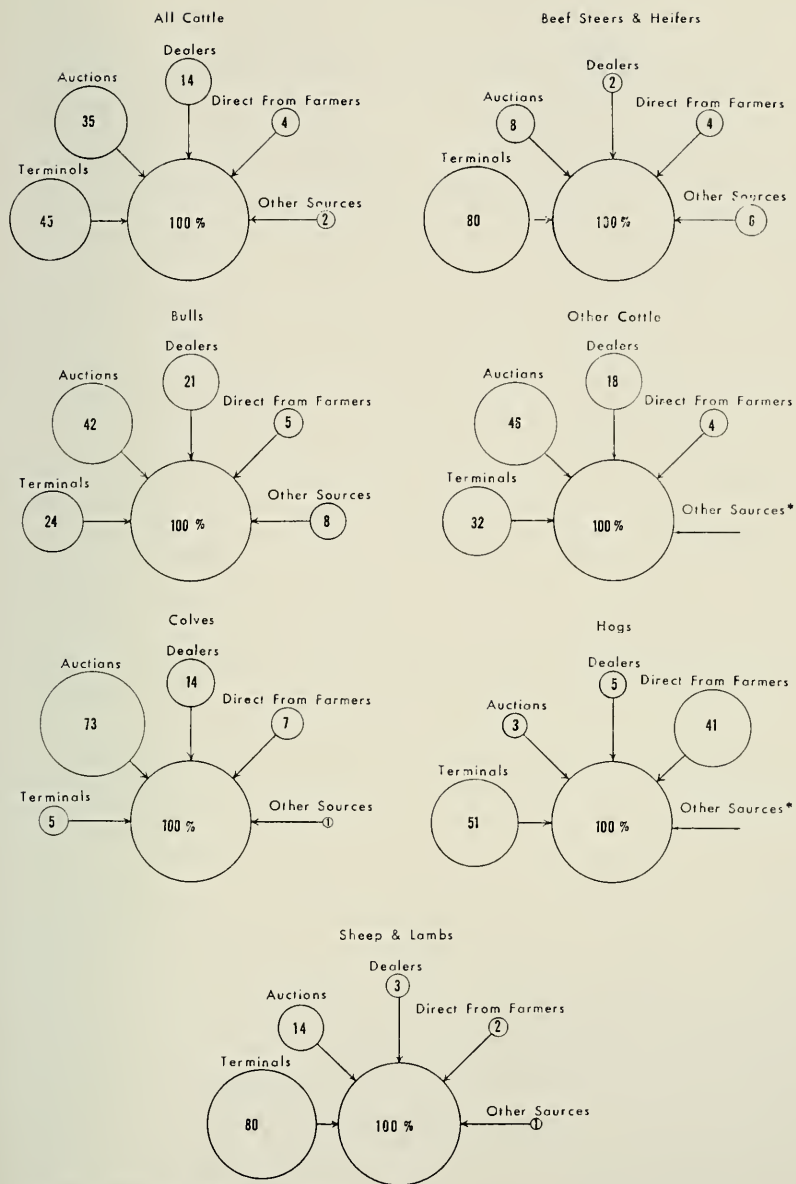 All Cattle
Dealers
14
Auctions
35
Direct From Farmers
4
Terminals
45
100 %
Other Sources
2
Beef Steers & Heifers
Dealers
2
Auctions
8
Direct From Farmers
4
Terminals
80
100 %
Other Sources
6
Bulls
Dealers
21
Auctions
42
Direct From Farmers
5
Terminals
24
100 %
Other Sources
8
Other Cattle
Dealers
18
Auctions
46
Direct From Farmers
4
Terminals
32
100 %
Other Sources*
Calves
Dealers
14
Auctions
73
Direct From Farmers
7
Terminals
5
100 %
Other Sources
1
Hogs
Dealers
5
Auctions
3
Direct From Farmers
41
Terminals
51
100 %
Other Sources*
Sheep & Lambs
Dealers
3
Auctions
14
Direct From Farmers
2
Terminals
80
100 %
Other Sources
1